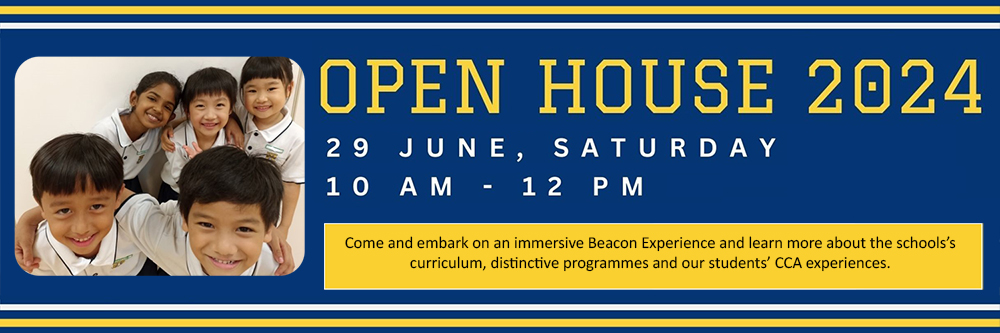 OPEN HOUSE 2024
29 JUNE, SATURDAY
10 AM - 12 PM
Come and embark on an immersive Beacon Experience and learn more about the schools's
curriculum, distinctive programmes and our students' CCA experiences.